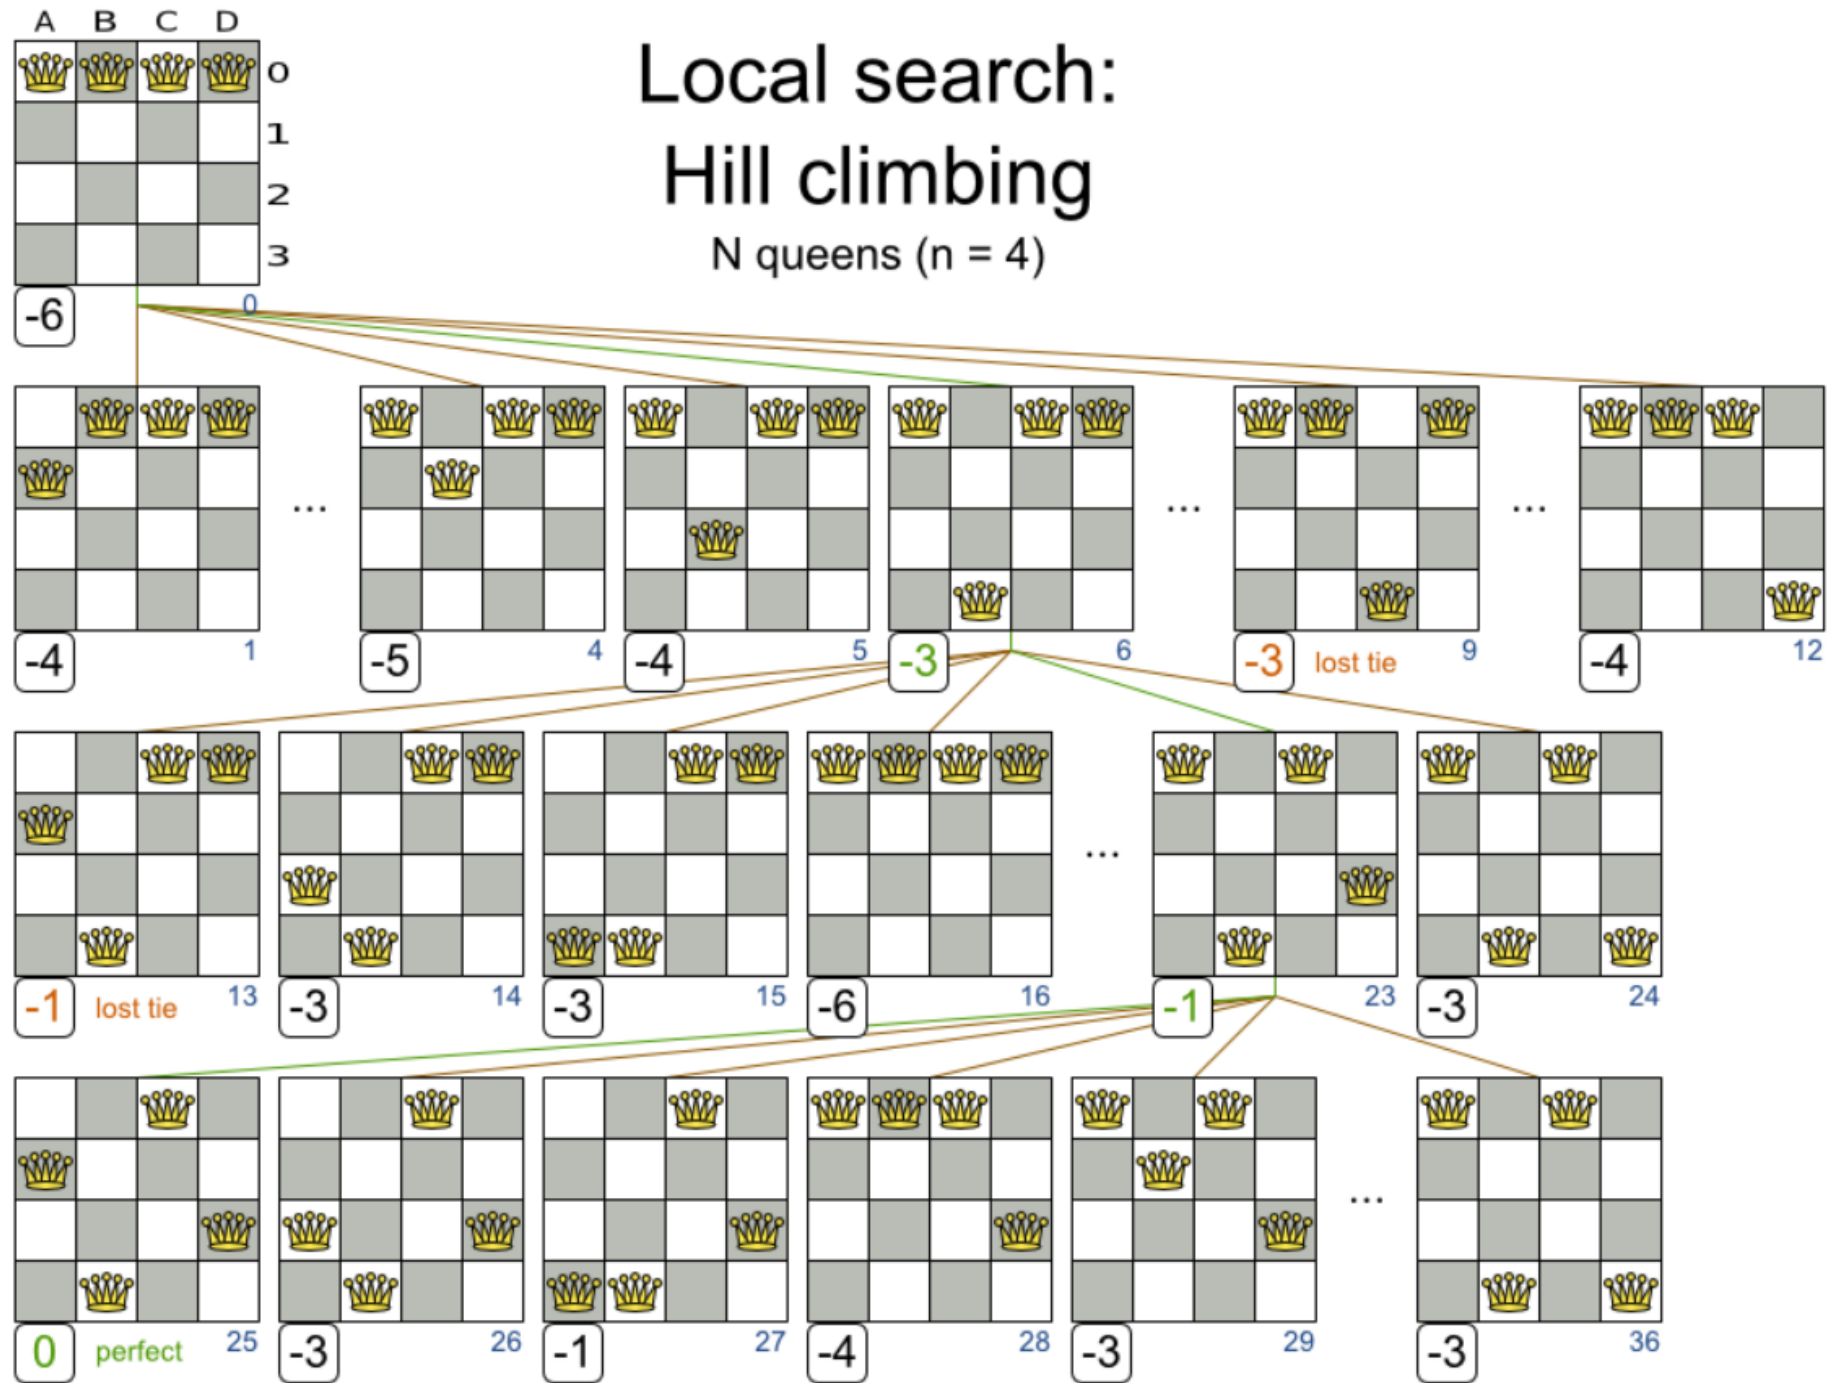 A B C D
Local search:
Hill climbing
N queens (n = 4)
0
1
2
3
-6
0
... ... ...
-4 1
-5 4
-4 5
-3 6
-3 lost tie 9
-4 12
...
-1 lost tie 13
-3 14
-3 15
-6 16
-1 23
-3 24
...
0 perfect 25
-3 26
-1 27
-4 28
-3 29
-3 36